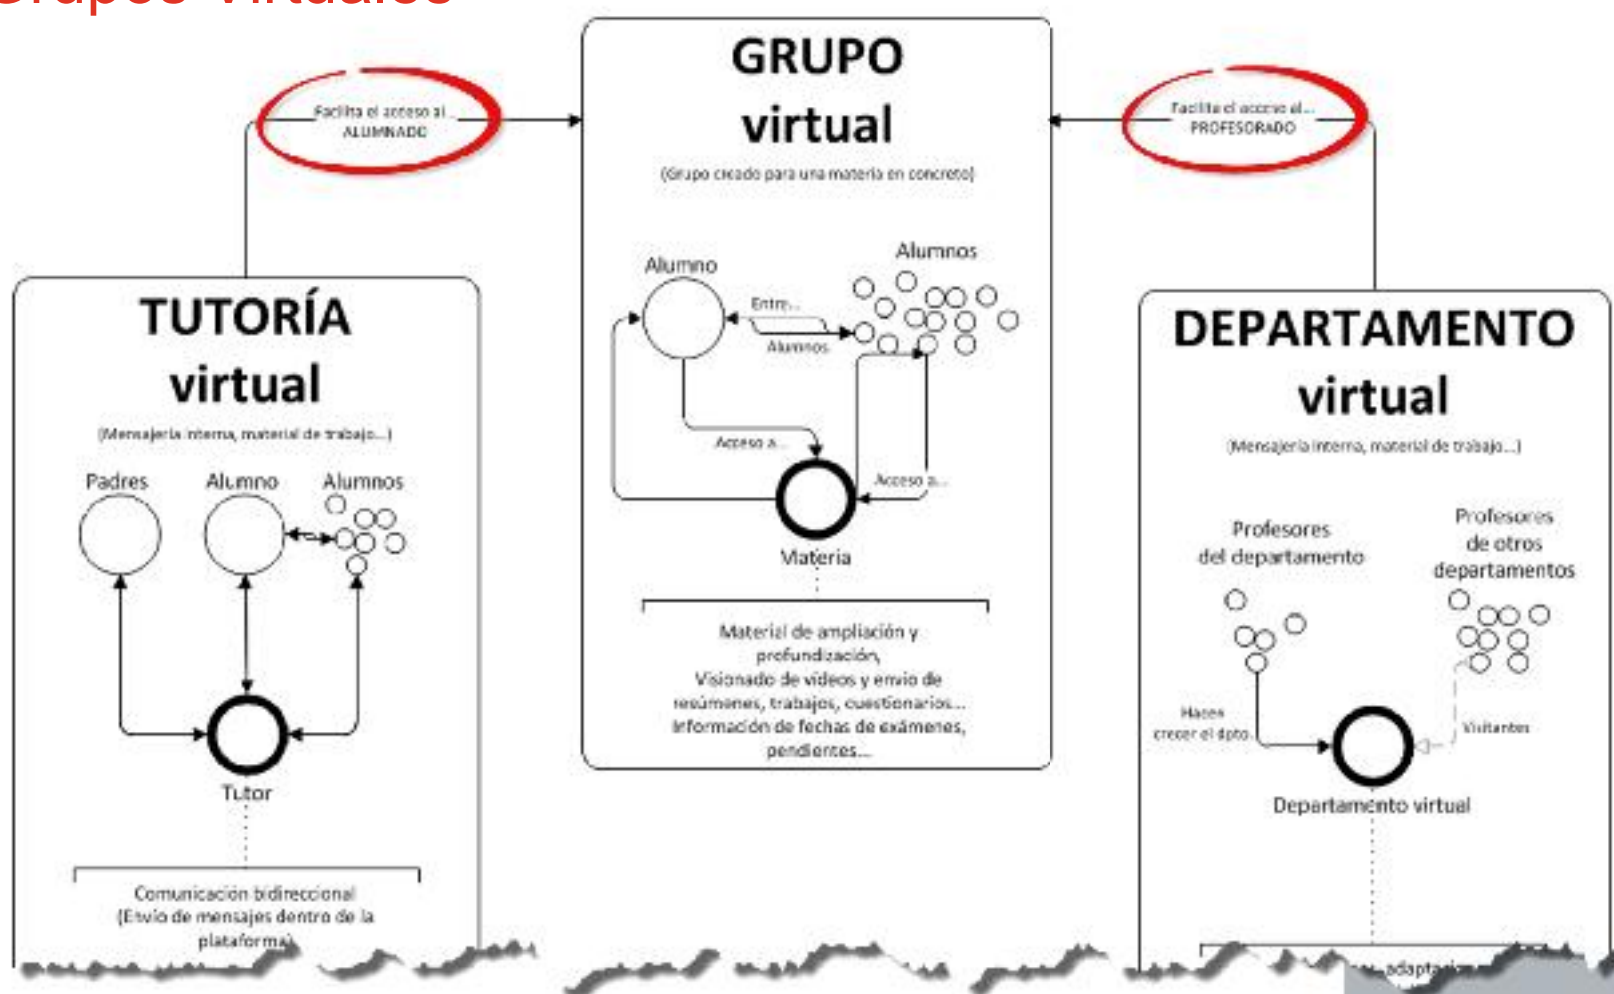 Grupos Virtuales
Facilita el acceso al...
ALUMNADO
GRUPO
virtual
(Grupo creado para una materia en concreto)
Facilita el acceso al...
PROFESORADO
Alumno
Alumnos
Entre...
Alumnos
Acceso a...
Acceso a...
Materia
Material de ampliación y
profundización,
Visionado de vídeos y envío de
resúmenes, trabajos, cuestionarios...
Información de fechas de exámenes,
pendientes...
TUTORÍA
virtual
(Mensajería interna, material de trabajo...)
Padres
Alumno
Alumnos
Tutor
Comunicación bidireccional
(Envío de mensajes dentro de la
plataforma)
DEPARTAMENTO
virtual
(Mensajería interna, material de trabajo...)
Profesores
del departamento
Profesores
de otros
departamentos
Hacen
crecer el dpto.
Visitantes
Departamento virtual